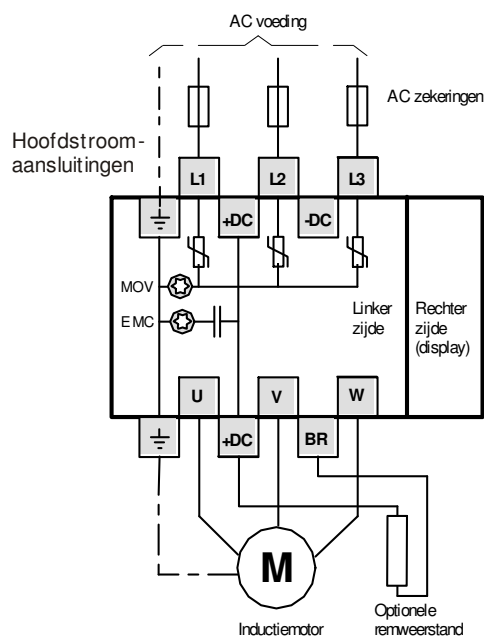 AC voeding
AC zekeringen
Hoofdstroom-
aansluitingen
L1 L2 L3
+DC -DC
MOV
EMC
Linker
zijde
Rechter
zijde
(display)
U V W
+DC BR
M
Inductiemotor
Optionele
remweerstand